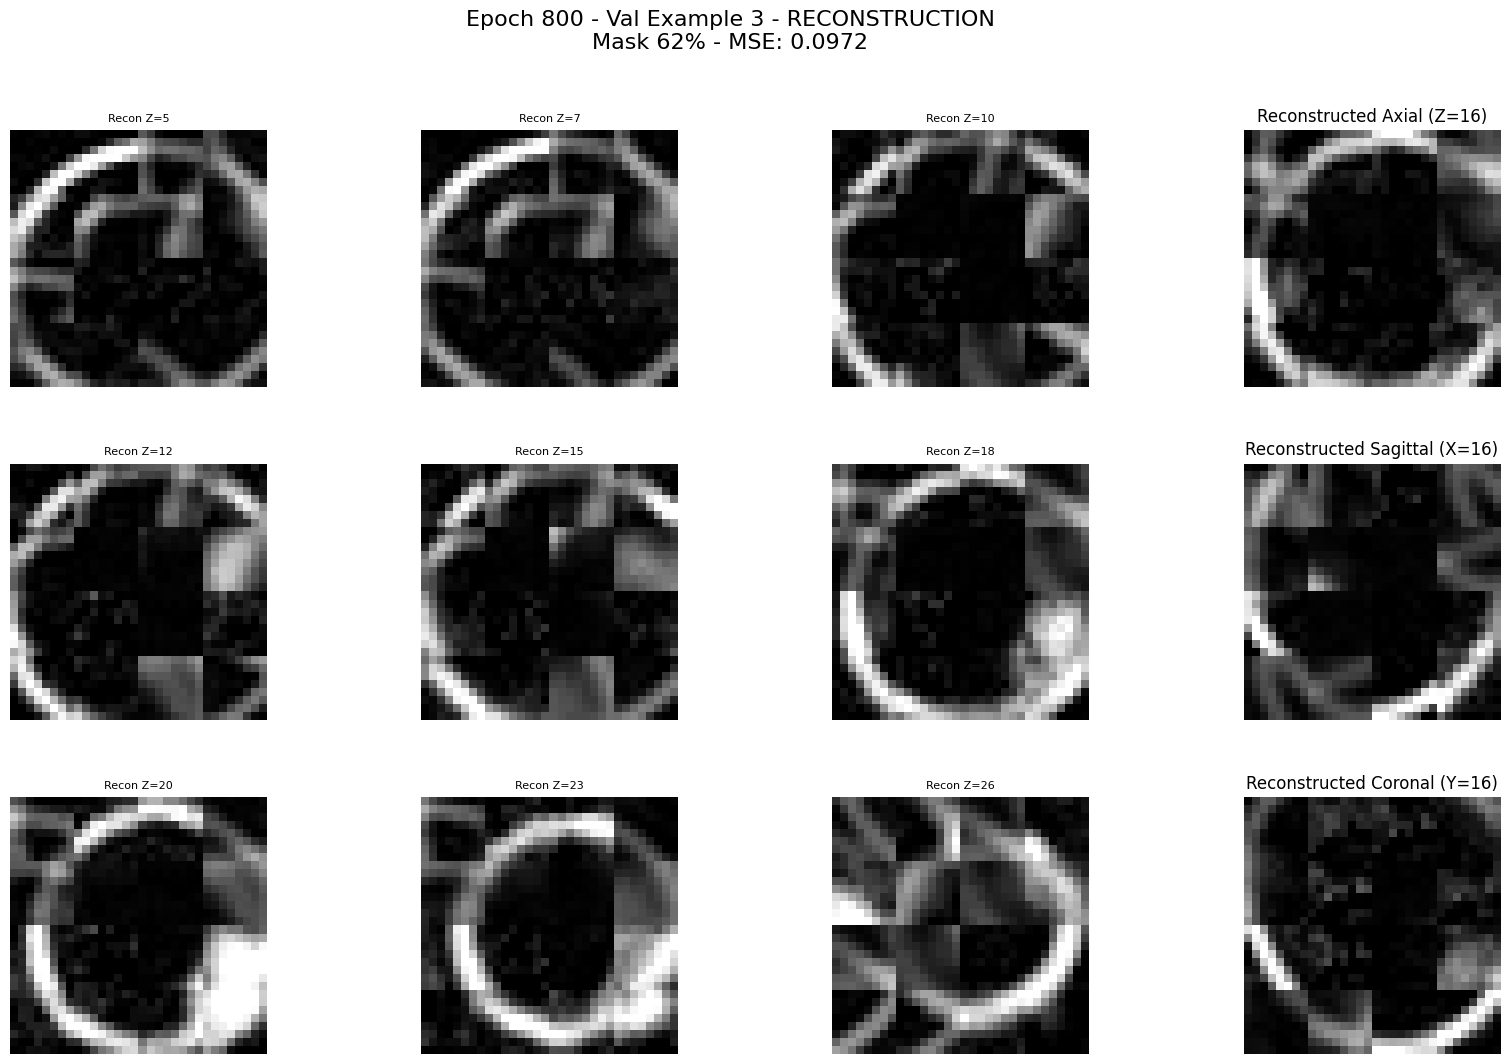 Epoch 800 - Val Example 3 - RECONSTRUCTION
Mask 62% - MSE: 0.0972
Recon Z=5
Recon Z=7
Recon Z=10
Reconstructed Axial (Z=16)
Recon Z=12
Recon Z=15
Recon Z=18
Reconstructed Sagittal (X=16)
Recon Z=20
Recon Z=23
Recon Z=26
Reconstructed Coronal (Y=16)